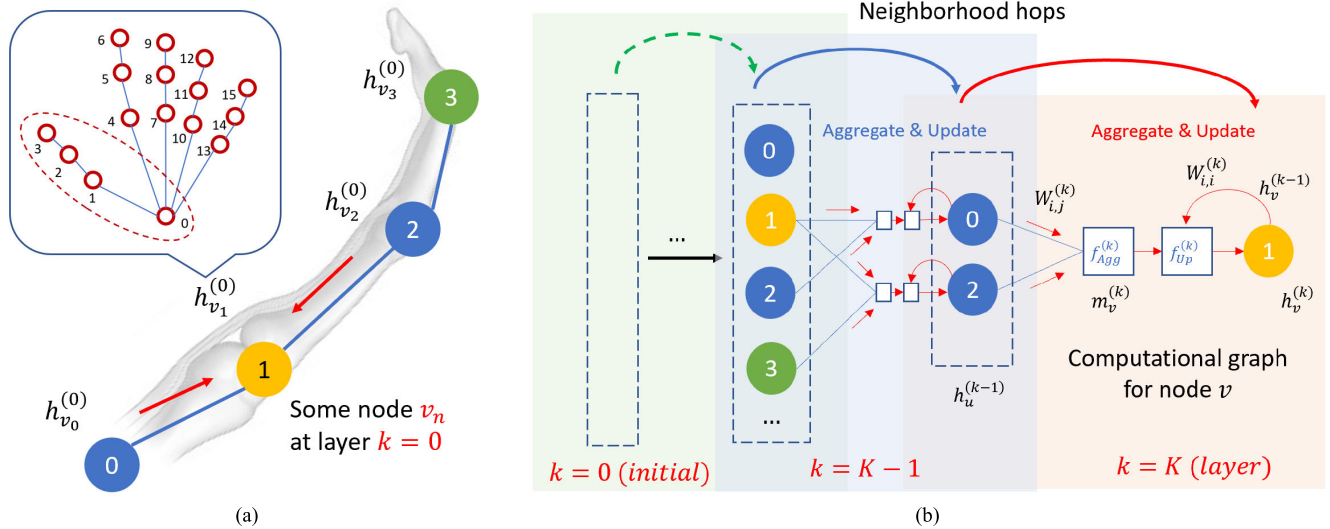 6 9 12
5 8 11 15
4 7 10 14
3 13
2
1 0
h_{v_3}^{(0)} 3
h_{v_2}^{(0)} 2
h_{v_1}^{(0)}
1
h_{v_0}^{(0)}
0
Some node v_n
at layer k = 0
(a)
Neighborhood hops
Aggregate & Update
Aggregate & Update
0
1
2
3
...
...
0
2
h_u^{(k-1)}
W_{i,j}^{(k)}
W_{i,i}^{(k)} h_v^{(k-1)}
f_{Agg}^{(k)} f_{Up}^{(k)} 1
m_v^{(k)} h_v^{(k)}
Computational graph
for node v
k = 0 (initial) k = K − 1 k = K (layer)
(b)